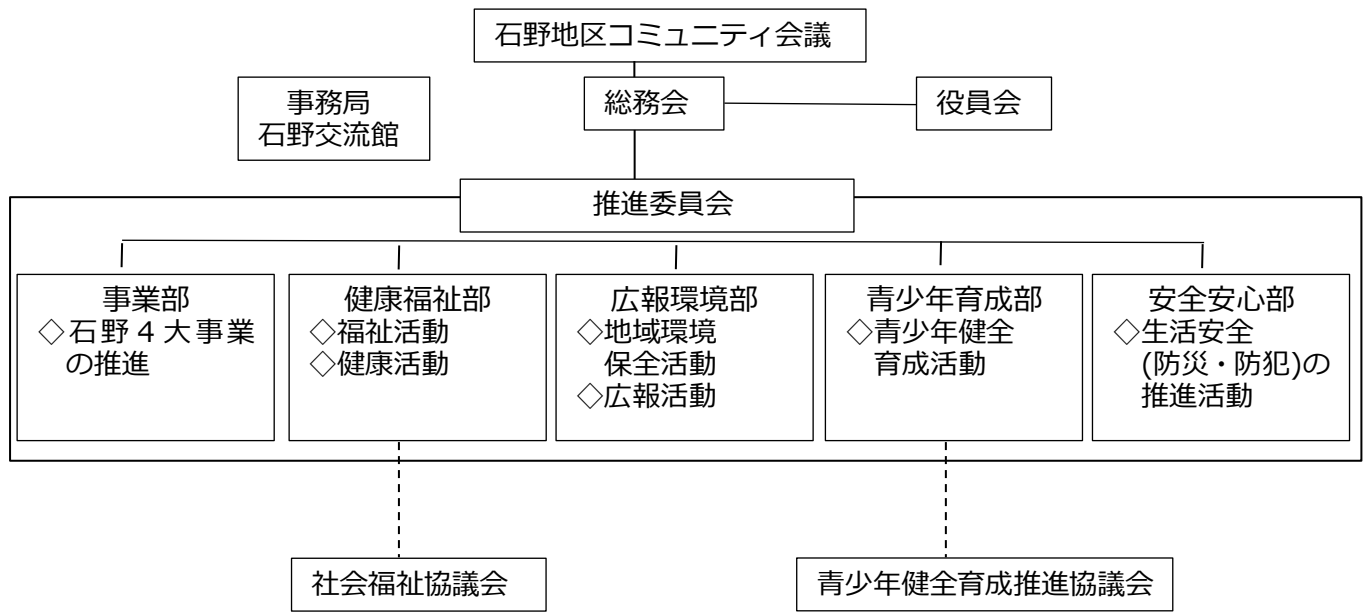 石野地区コミュニティ会議
事務局
石野交流館
総務会
役員会
推進委員会
事業部
◇石野４大事業
の推進
健康福祉部
◇福祉活動
◇健康活動
広報環境部
◇地域環境
保全活動
◇広報活動
青少年育成部
◇青少年健全
育成活動
安全安心部
◇生活安全
(防災・防犯)の
推進活動
社会福祉協議会
青少年健全育成推進協議会